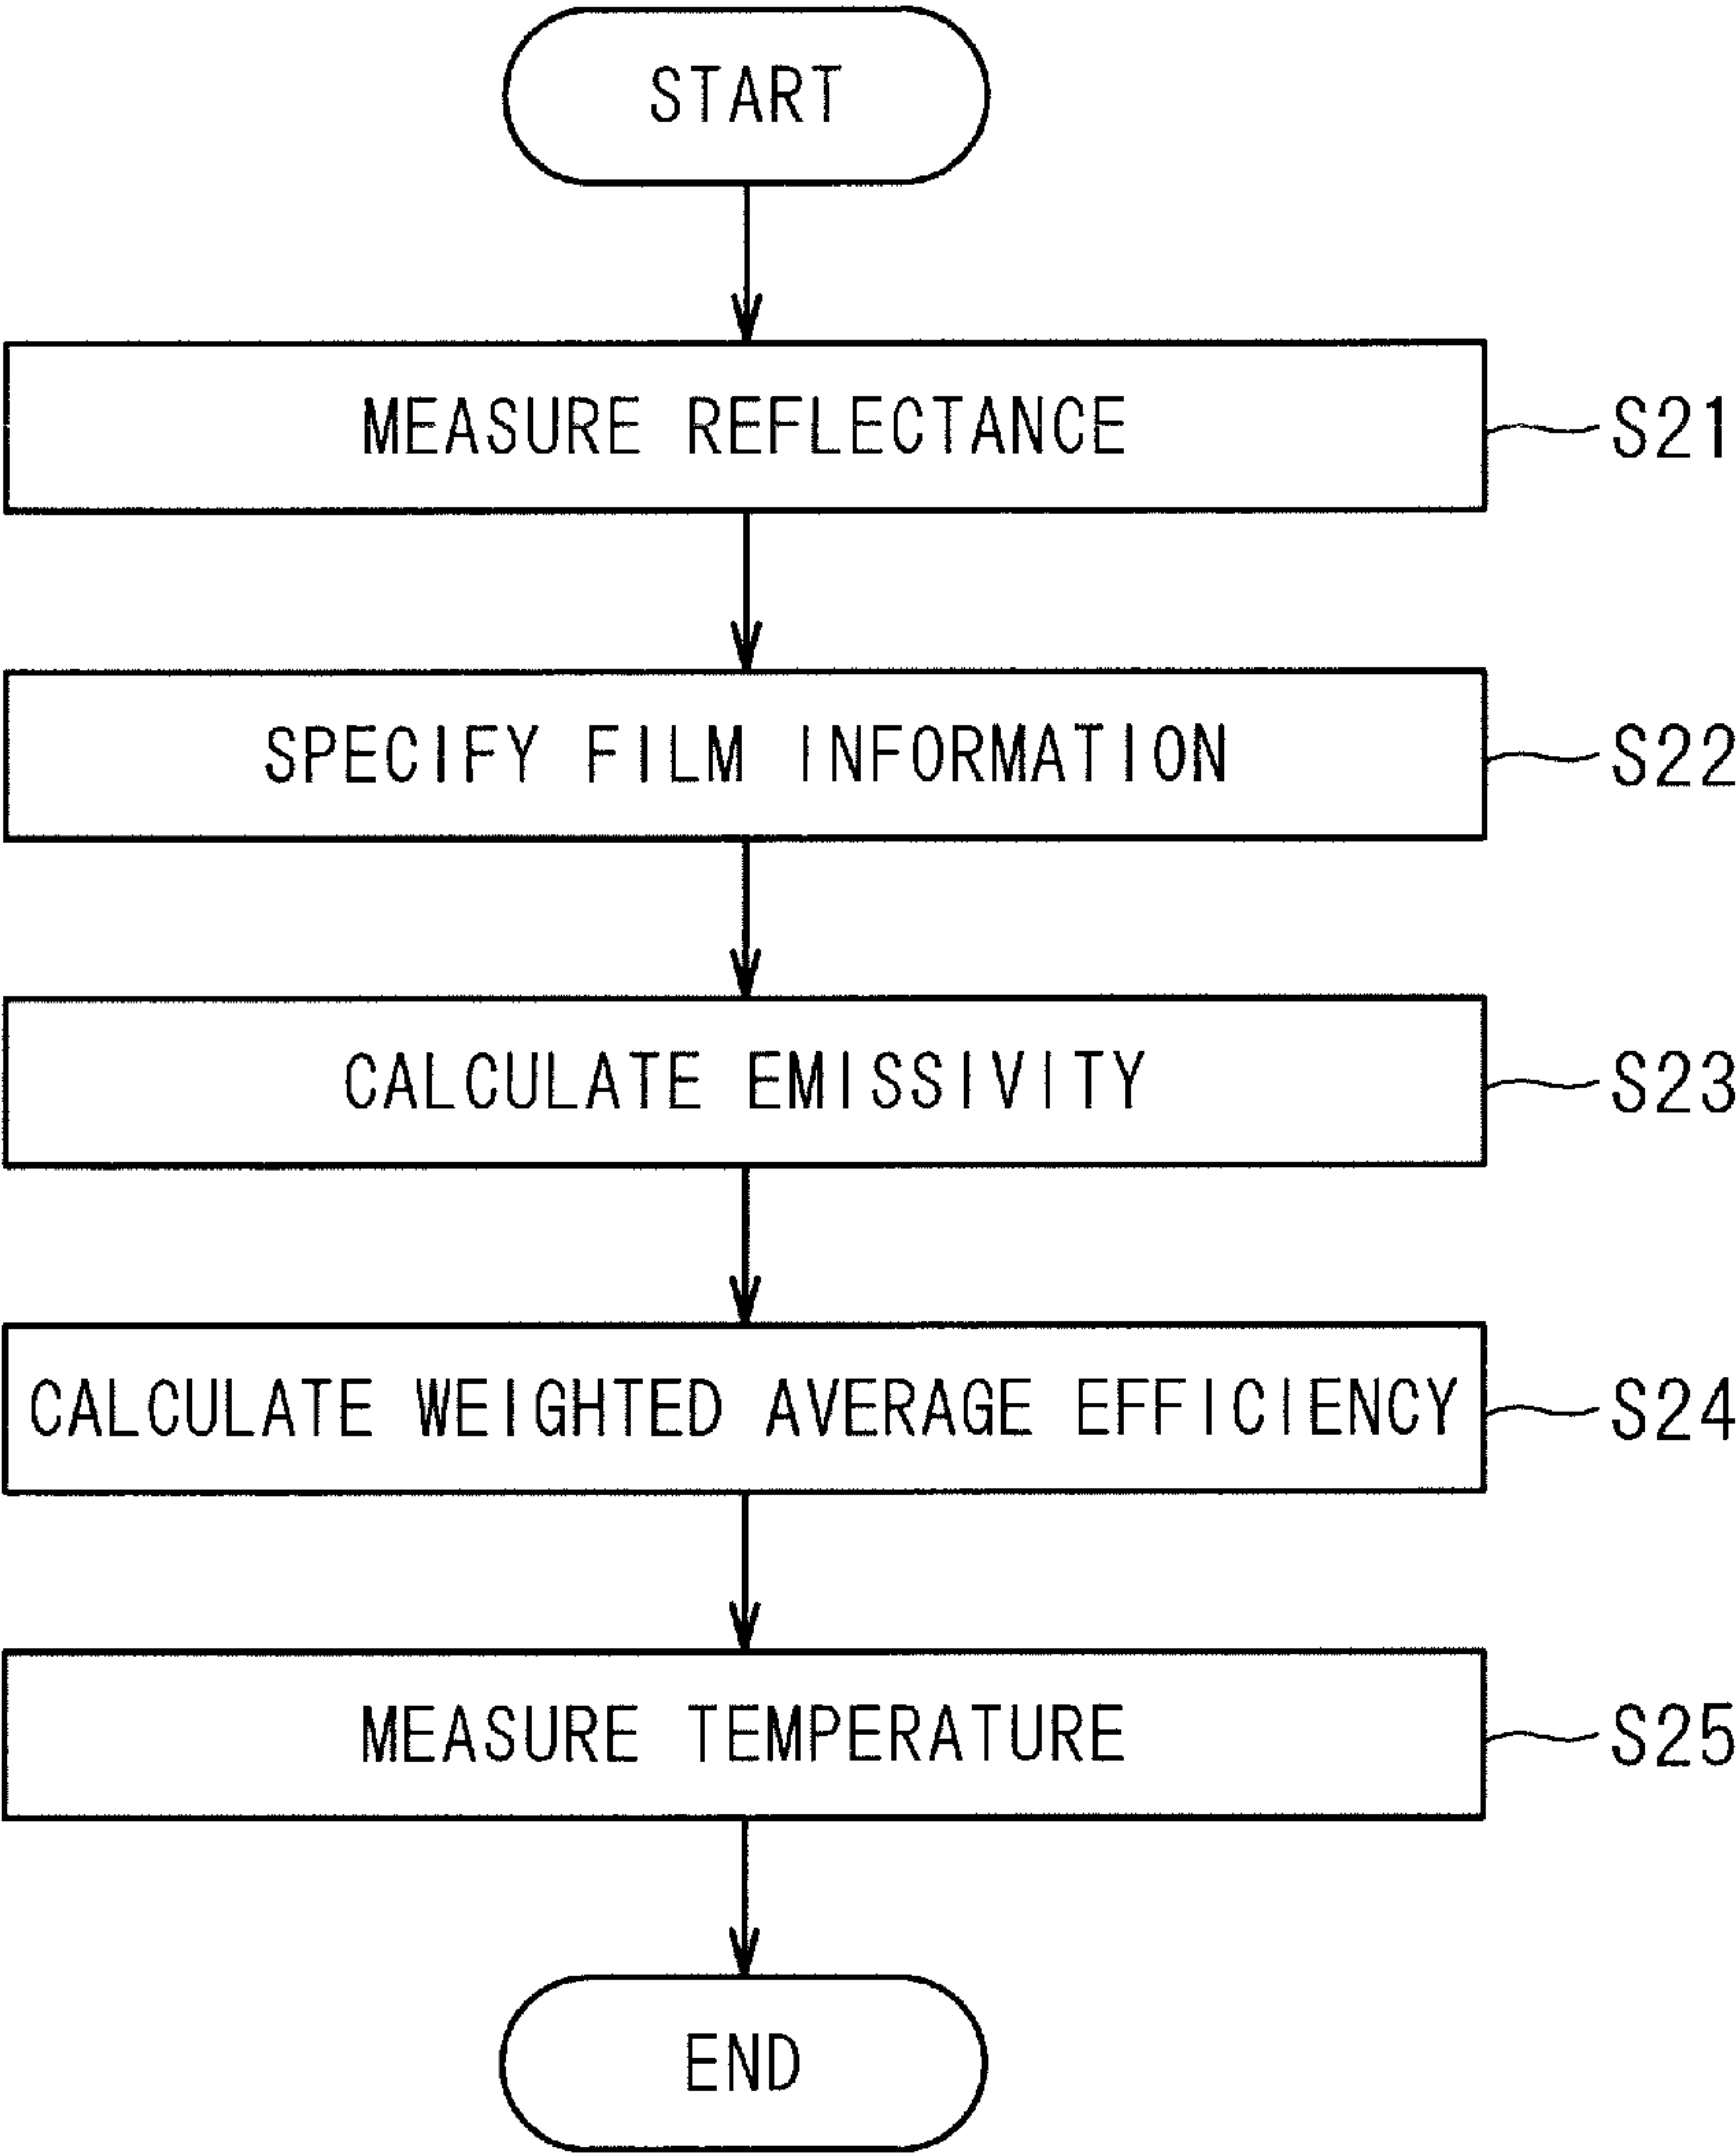 START
MEASURE REFLECTANCE S21
SPECIFY FILM INFORMATION S22
CALCULATE EMISSIVITY S23
CALCULATE WEIGHTED AVERAGE EFFICIENCY S24
MEASURE TEMPERATURE S25
END